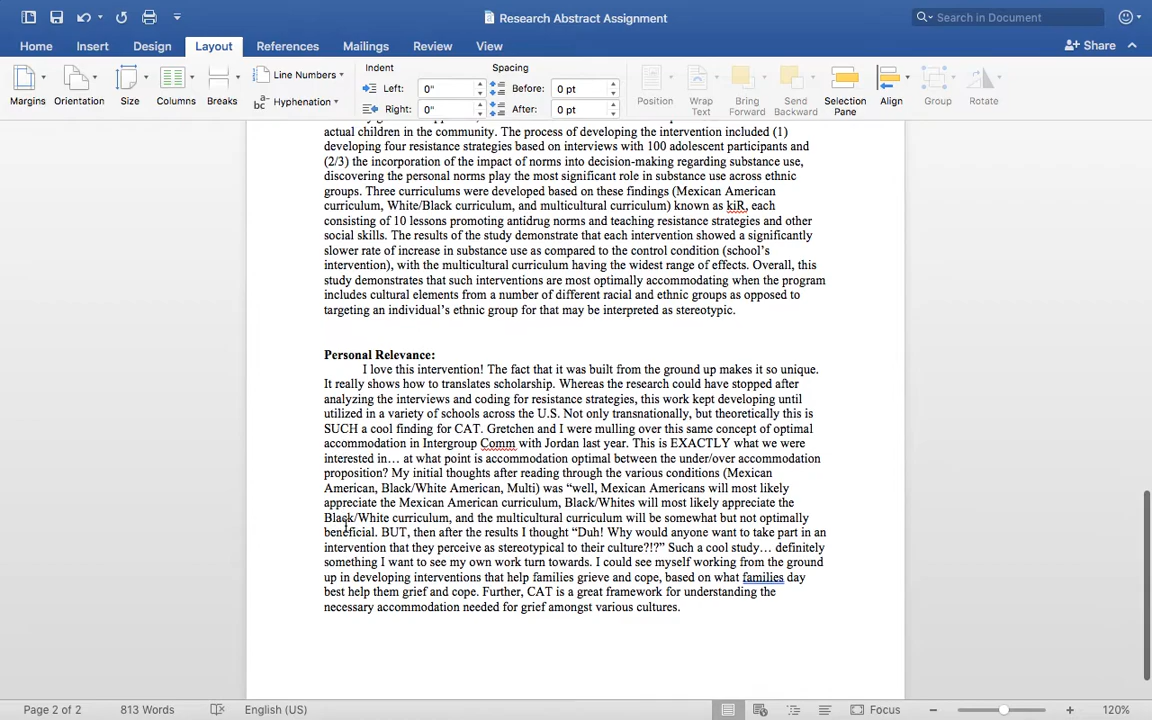 Research Abstract Assignment
Search in Document
Home Insert Design Layout References Mailings Review View
Share
Margins Orientation Size Columns Breaks
Line Numbers
Hyphenation
Indent
Left: 0"
Right: 0"
Spacing
Before: 0 pt
After: 0 pt
Position Wrap Text Bring Forward Send Backward Selection Pane Align Group Rotate
actual children in the community. The process of developing the intervention included (1)
developing four resistance strategies based on interviews with 100 adolescent participants and
(2/3) the incorporation of the impact of norms into decision-making regarding substance use,
discovering the personal norms play the most significant role in substance use across ethnic
groups. Three curriculums were developed based on these findings (Mexican American
curriculum, White/Black curriculum, and multicultural curriculum) known as kiR, each
consisting of 10 lessons promoting antidrug norms and teaching resistance strategies and other
social skills. The results of the study demonstrate that each intervention showed a significantly
slower rate of increase in substance use as compared to the control condition (school's
intervention), with the multicultural curriculum having the widest range of effects. Overall, this
study demonstrates that such interventions are most optimally accommodating when the program
includes cultural elements from a number of different racial and ethnic groups as opposed to
targeting an individual's ethnic group for that may be interpreted as stereotypic.
Personal Relevance:
I love this intervention! The fact that it was built from the ground up makes it so unique.
It really shows how to translates scholarship. Whereas the research could have stopped after
analyzing the interviews and coding for resistance strategies, this work kept developing until
utilized in a variety of schools across the U.S. Not only transnationally, but theoretically this is
SUCH a cool finding for CAT. Gretchen and I were mulling over this same concept of optimal
accommodation in Intergroup Comm with Jordan last year. This is EXACTLY what we were
interested in… at what point is accommodation optimal between the under/over accommodation
proposition? My initial thoughts after reading through the various conditions (Mexican
American, Black/White American, Multi) was “well, Mexican Americans will most likely
appreciate the Mexican American curriculum, Black/Whites will most likely appreciate the
Black/White curriculum, and the multicultural curriculum will be somewhat but not optimally
beneficial. BUT, then after the results I thought “Duh! Why would anyone want to take part in an
intervention that they perceive as stereotypical to their culture?!?” Such a cool study… definitely
something I want to see my own work turn towards. I could see myself working from the ground
up in developing interventions that help families grieve and cope, based on what families day
best help them grief and cope. Further, CAT is a great framework for understanding the
necessary accommodation needed for grief amongst various cultures.
Page 2 of 2 813 Words English (US) Focus 120%